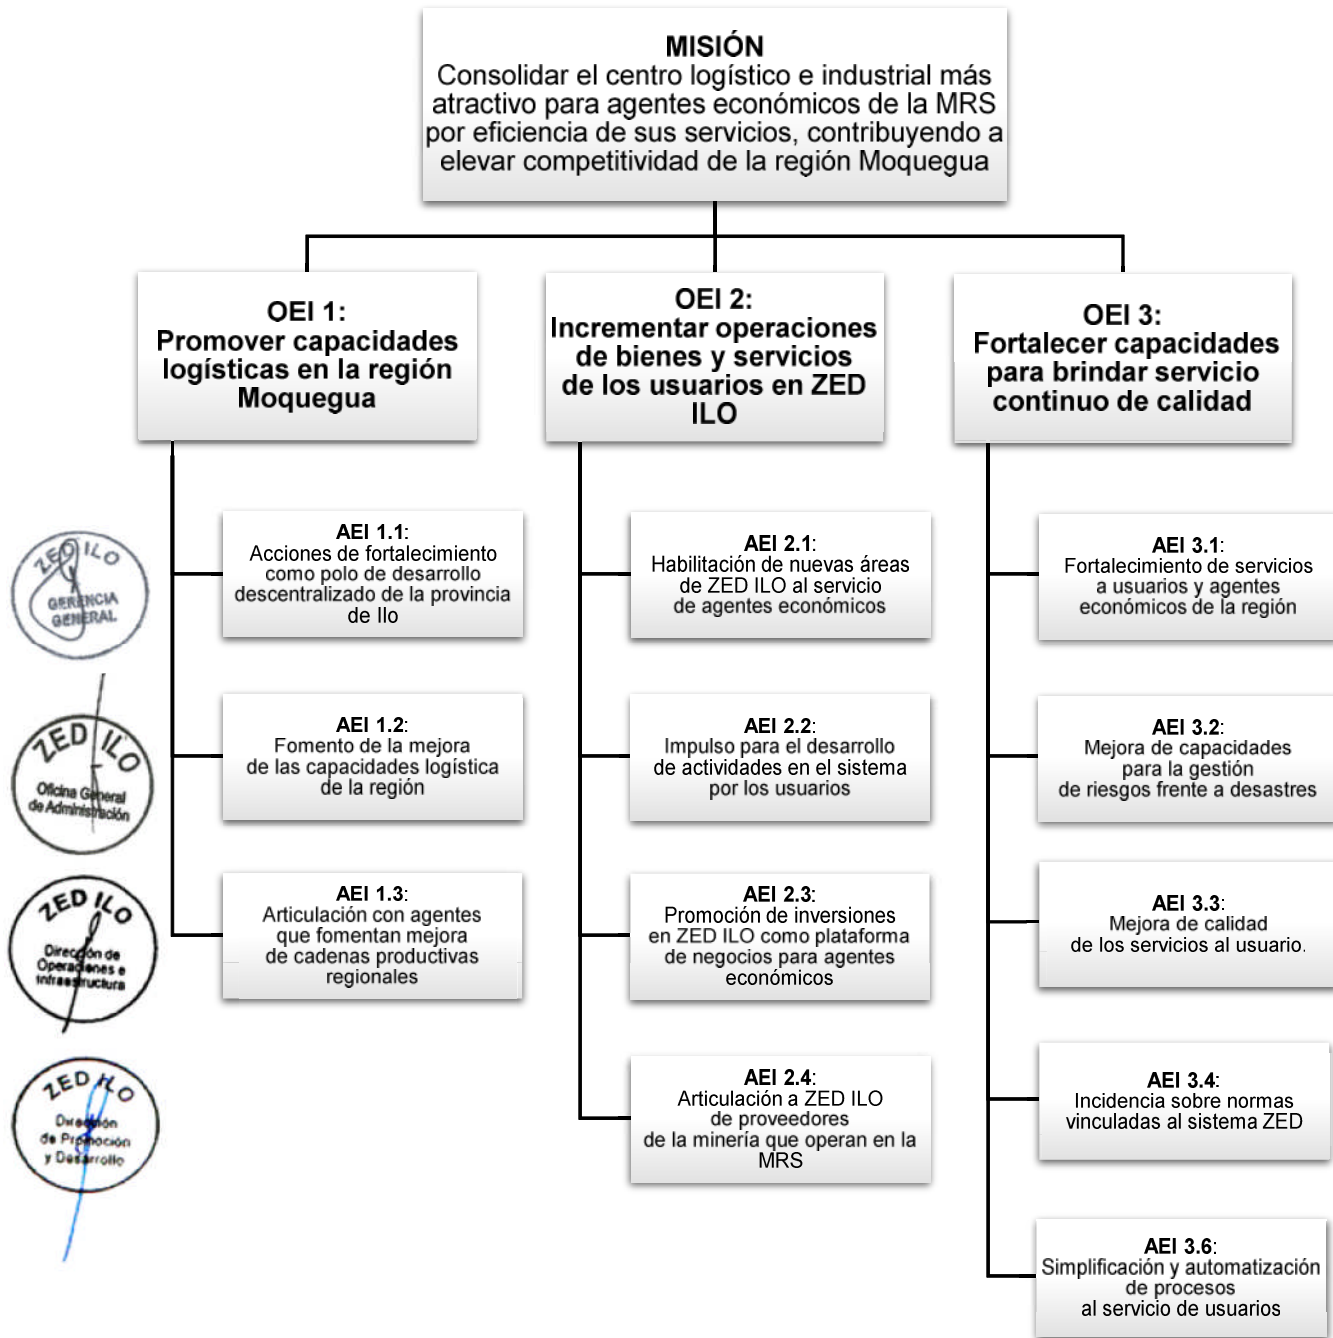 MISIÓN
Consolidar el centro logístico e industrial más
atractivo para agentes económicos de la MRS
por eficiencia de sus servicios, contribuyendo a
elevar competitividad de la región Moquegua
OEI 1:
Promover capacidades
logísticas en la región
Moquegua
OEI 2:
Incrementar operaciones
de bienes y servicios
de los usuarios en ZED
ILO
OEI 3:
Fortalecer capacidades
para brindar servicio
continuo de calidad
AEI 1.1:
Acciones de fortalecimiento
como polo de desarrollo
descentralizado de la provincia
de Ilo
AEI 1.2:
Fomento de la mejora
de las capacidades logística
de la región
AEI 1.3:
Articulación con agentes
que fomentan mejora
de cadenas productivas
regionales
AEI 2.1:
Habilitación de nuevas áreas
de ZED ILO al servicio
de agentes económicos
AEI 2.2:
Impulso para el desarrollo
de actividades en el sistema
por los usuarios
AEI 2.3:
Promoción de inversiones
en ZED ILO como plataforma
de negocios para agentes
económicos
AEI 2.4:
Articulación a ZED ILO
de proveedores
de la minería que operan en la
MRS
AEI 3.1:
Fortalecimiento de servicios
a usuarios y agentes
económicos de la región
AEI 3.2:
Mejora de capacidades
para la gestión
de riesgos frente a desastres
AEI 3.3:
Mejora de calidad
de los servicios al usuario.
AEI 3.4:
Incidencia sobre normas
vinculadas al sistema ZED
AEI 3.6:
Simplificación y automatización
de procesos
al servicio de usuarios
ZED ILO
GERENCIA
GENERAL
ZED ILO
Oficina General
de Administración
ZED ILO
Dirección de
Operaciones e
Infraestructura
ZED ILO
Dirección
de Promoción
y Desarrollo